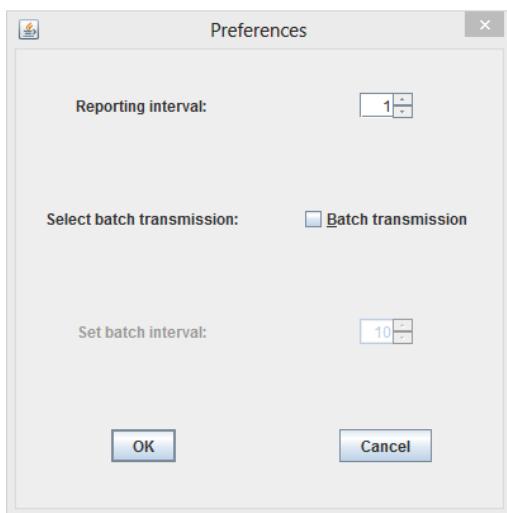 Preferences
Reporting interval: 1
Select batch transmission: Batch transmission
Set batch interval: 10
OK Cancel